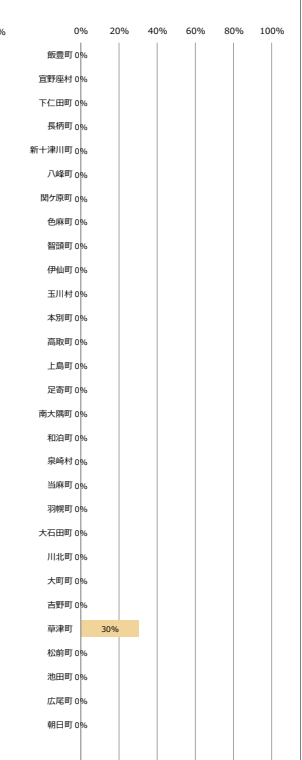 %
0% 20% 40% 60% 80% 100%
飯豊町 0%
宜野座村 0%
下仁田町 0%
長柄町 0%
新十津川町 0%
八峰町 0%
関ケ原町 0%
色麻町 0%
智頭町 0%
伊仙町 0%
玉川村 0%
本別町 0%
高取町 0%
上島町 0%
足寄町 0%
南大隅町 0%
和泊町 0%
泉崎村 0%
当麻町 0%
羽幌町 0%
大石田町 0%
川北町 0%
大町町 0%
吉野町 0%
草津町 30%
松前町 0%
池田町 0%
広尾町 0%
朝日町 0%